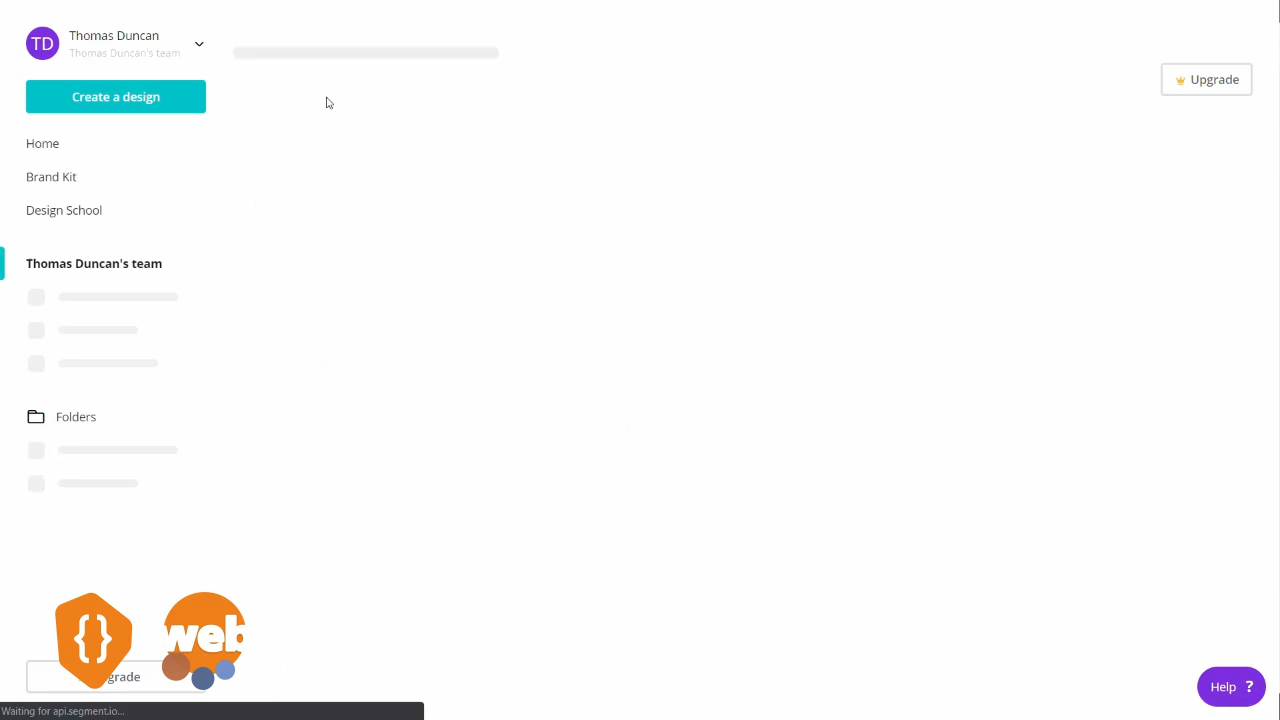 TD
Thomas Duncan
Thomas Duncan's team
Create a design
Upgrade
Home
Brand Kit
Design School
Thomas Duncan's team
Folders
{}
web
grade
Help ?
Waiting for api.segment.io...